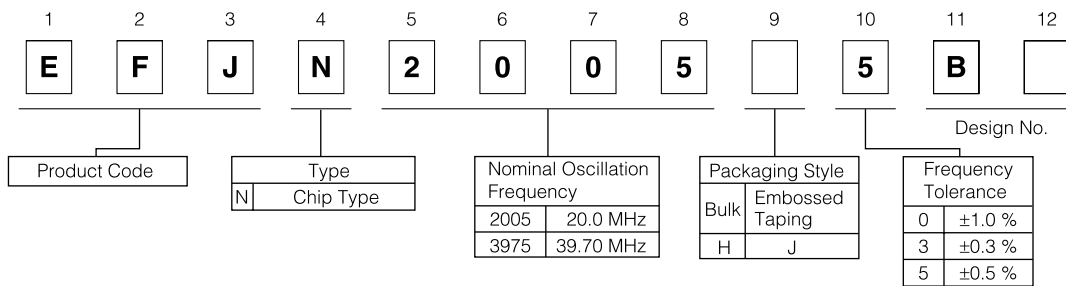 1 2 3 4 5 6 7 8 9 10 11 12
E F J N 2 0 0 5 5 B
Design No.
Product Code
Type
N Chip Type
Nominal Oscillation
Frequency
2005 20.0 MHz
3975 39.70 MHz
Packaging Style
Bulk Embossed
Taping
H J
Frequency
Tolerance
0 ±1.0 %
3 ±0.3 %
5 ±0.5 %